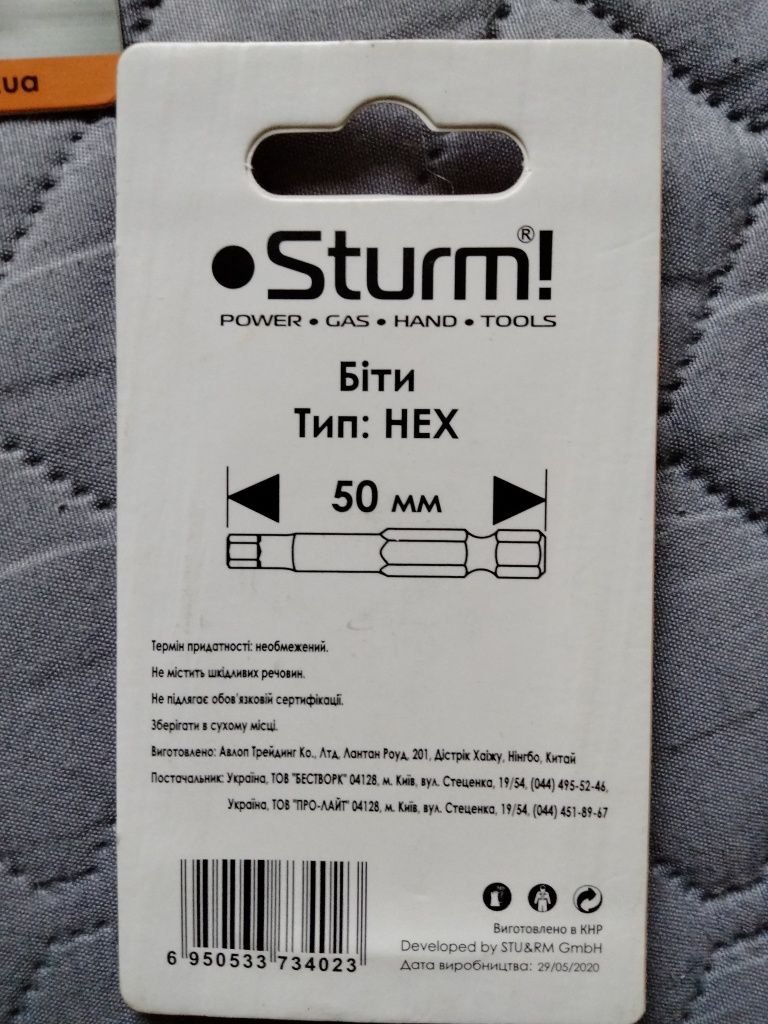 ua
Sturm!®
POWER • GAS • HAND • TOOLS
Біти
Тип: HEX
50 мм
Термін придатності: необмежений.
Не містить шкідливих речовин.
Не підлягає обов'язковій сертифікації.
Зберігати в сухому місці.
Виготовлено: Авлоп Трейдинг Ко., Лтд, Лантан Роуд, 201, Дістрік Хаіжу, Нінгбо, Китай
Постачальник: Україна, ТОВ "БЕСТВОРК" 04128, м. Київ, вул. Стеценка, 19/54, (044) 495-52-46,
Україна, ТОВ "ПРО-ЛАЙТ" 04128, м. Київ, вул. Стеценка, 19/54, (044) 451-89-67
6 950533 734023
Виготовлено в КНР
Developed by STU&RM GmbH
Дата виробництва: 29/05/2020